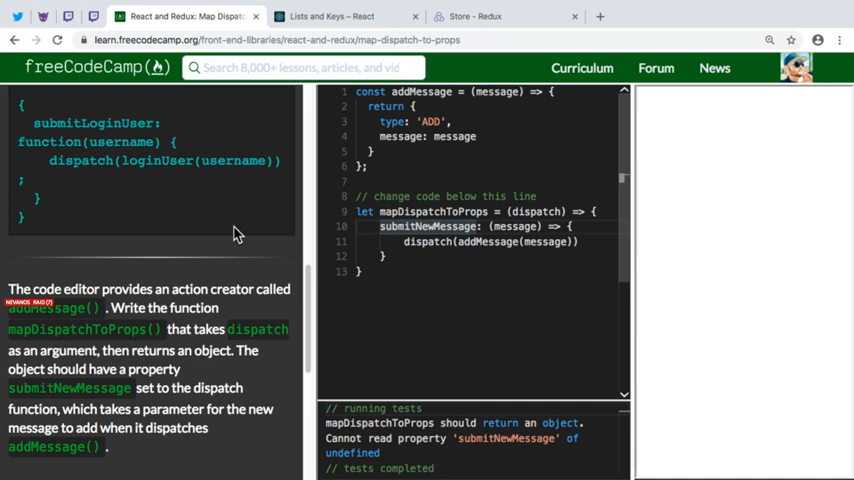 React and Redux: Map Dispatc
Lists and Keys – React
Store - Redux
learn.freecodecamp.org/front-end-libraries/react-and-redux/map-dispatch-to-props
freeCodeCamp
Search 8,000+ lessons, articles, and vid
Curriculum
Forum
News
{
submitLoginUser:
function(username) {
dispatch(loginUser(username))
;
}
}
The code editor provides an action creator called
addMessage() . Write the function
NEVANOS RAID (7)
mapDispatchToProps() that takes dispatch
as an argument, then returns an object. The
object should have a property
submitNewMessage set to the dispatch
function, which takes a parameter for the new
message to add when it dispatches
addMessage() .
1 const addMessage = (message) => {
2 return {
3 type: 'ADD',
4 message: message
5 }
6 };
7
8 // change code below this line
9 let mapDispatchToProps = (dispatch) => {
10 submitNewMessage: (message) => {
11 dispatch(addMessage(message))
12 }
13 }
// running tests
mapDispatchToProps should return an object.
Cannot read property 'submitNewMessage' of
undefined
// tests completed